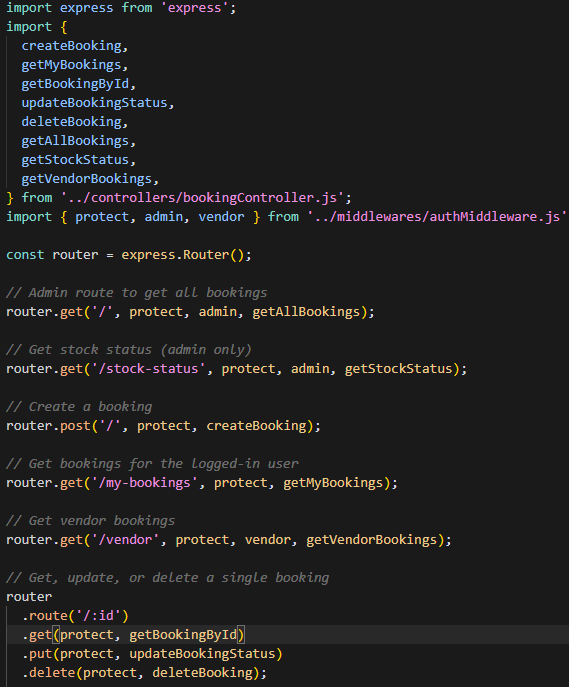 import express from 'express';
import {
  createBooking,
  getMyBookings,
  getBookingById,
  updateBookingStatus,
  deleteBooking,
  getAllBookings,
  getStockStatus,
  getVendorBookings,
} from '../controllers/bookingController.js';
import { protect, admin, vendor } from '../middlewares/authMiddleware.js'
const router = express.Router();
// Admin route to get all bookings
router.get('/', protect, admin, getAllBookings);
// Get stock status (admin only)
router.get('/stock-status', protect, admin, getStockStatus);
// Create a booking
router.post('/', protect, createBooking);
// Get bookings for the logged-in user
router.get('/my-bookings', protect, getMyBookings);
// Get vendor bookings
router.get('/vendor', protect, vendor, getVendorBookings);
// Get, update, or delete a single booking
router
  .route('/:id')
  .get(protect, getBookingById)
  .put(protect, updateBookingStatus)
  .delete(protect, deleteBooking);